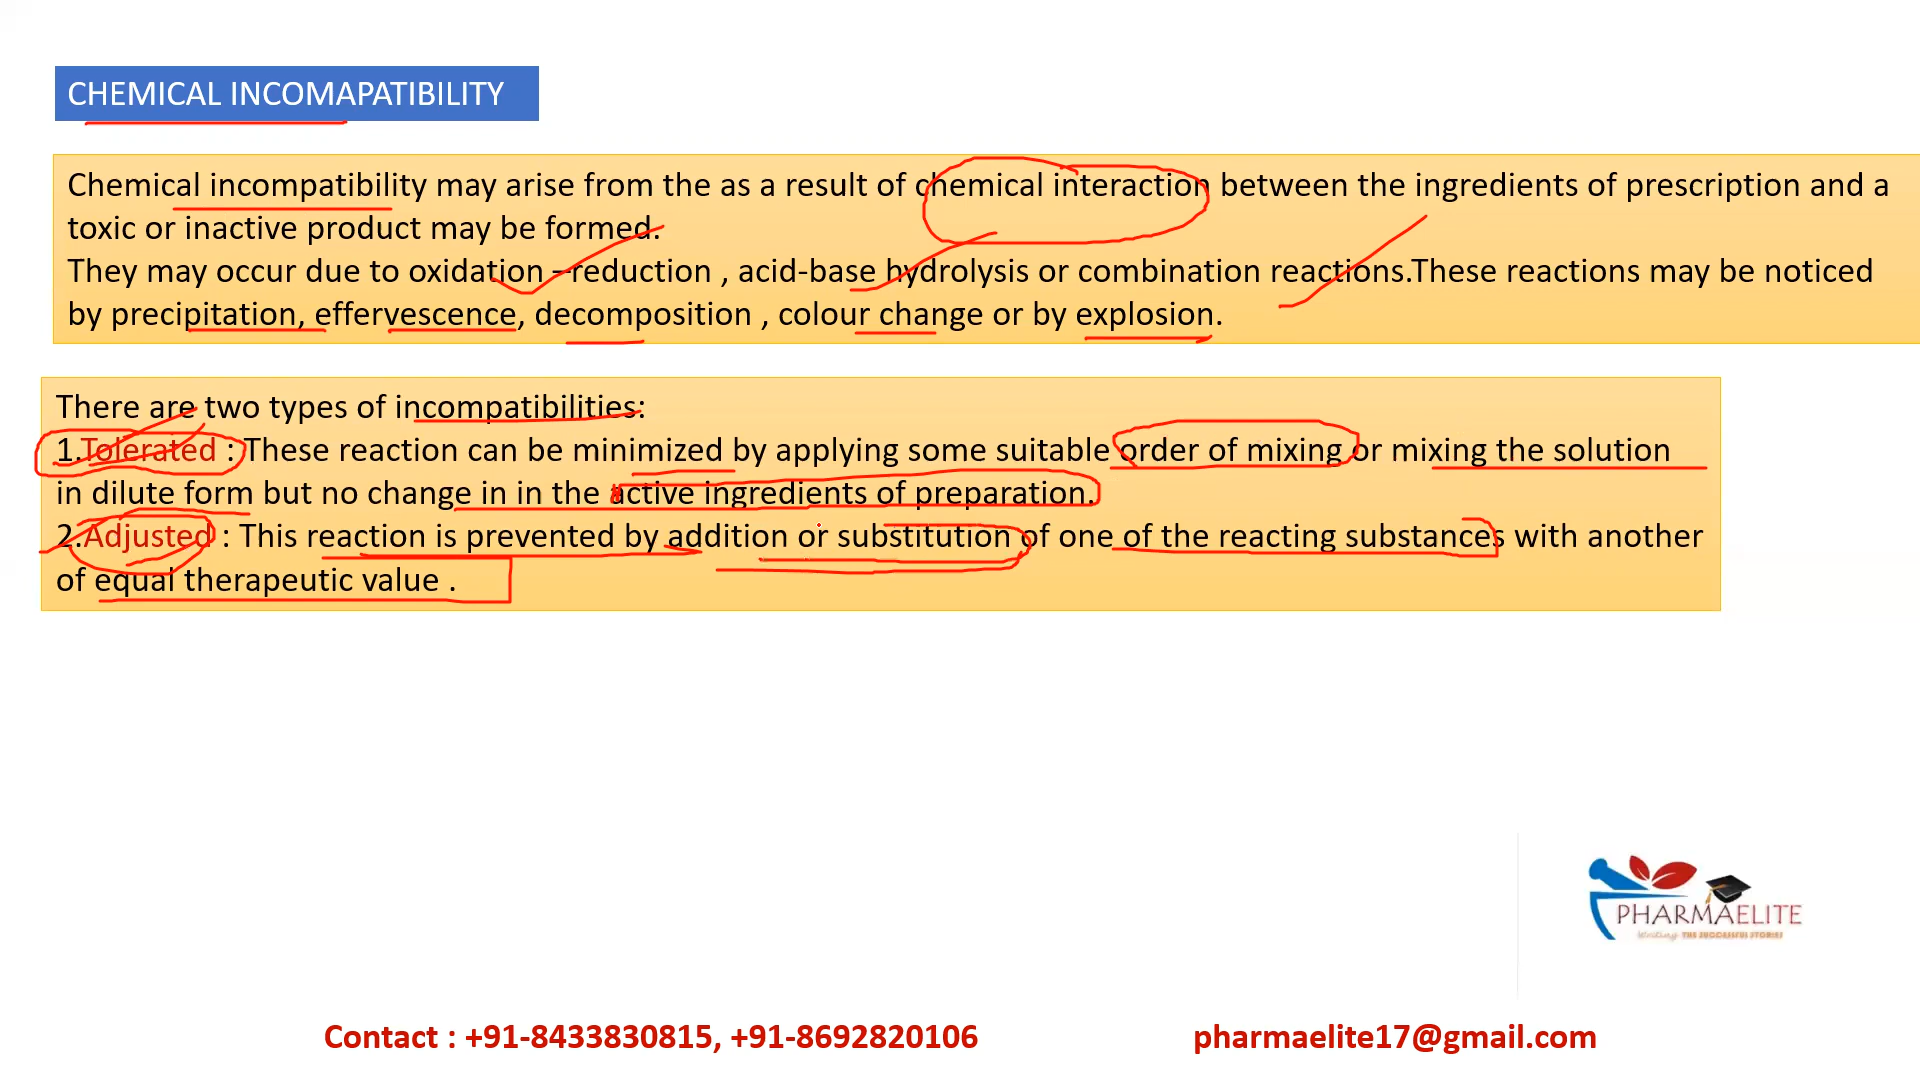 CHEMICAL INCOMAPATIBILITY
Chemical incompatibility may arise from the as a result of chemical interaction between the ingredients of prescription and a
toxic or inactive product may be formed.
They may occur due to oxidation –reduction , acid-base hydrolysis or combination reactions.These reactions may be noticed
by precipitation, effervescence, decomposition , colour change or by explosion.
There are two types of incompatibilities:
1.Tolerated : These reaction can be minimized by applying some suitable order of mixing or mixing the solution
in dilute form but no change in in the active ingredients of preparation.
2.Adjusted : This reaction is prevented by addition or substitution of one of the reacting substances with another
of equal therapeutic value .
PHARMAELITE
Writing THE SUCCESSFUL STORIES
Contact : +91-8433830815, +91-8692820106
pharmaelite17@gmail.com